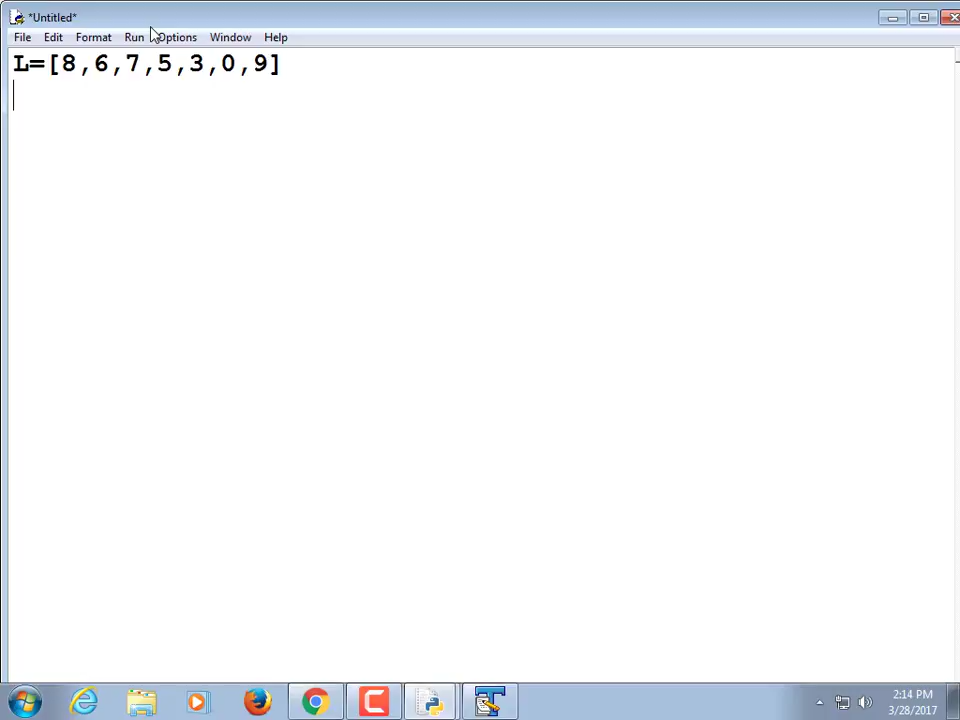 *Untitled*
File Edit Format Run Options Window Help
L=[8,6,7,5,3,0,9]
2:14 PM
3/28/2017